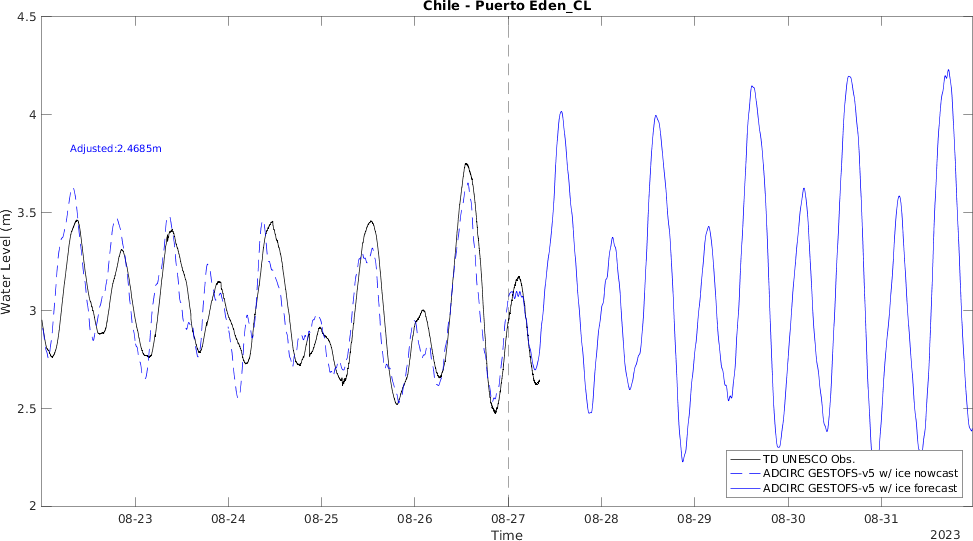 Chile - Puerto Eden_CL
4.5
4
3.5
3
2.5
2
Water Level (m)
Adjusted:2.4685m
TD UNESCO Obs.
ADCIRC GESTOFS-v5 w/ ice nowcast
ADCIRC GESTOFS-v5 w/ ice forecast
08-23 08-24 08-25 08-26 08-27 08-28 08-29 08-30 08-31
Time
2023